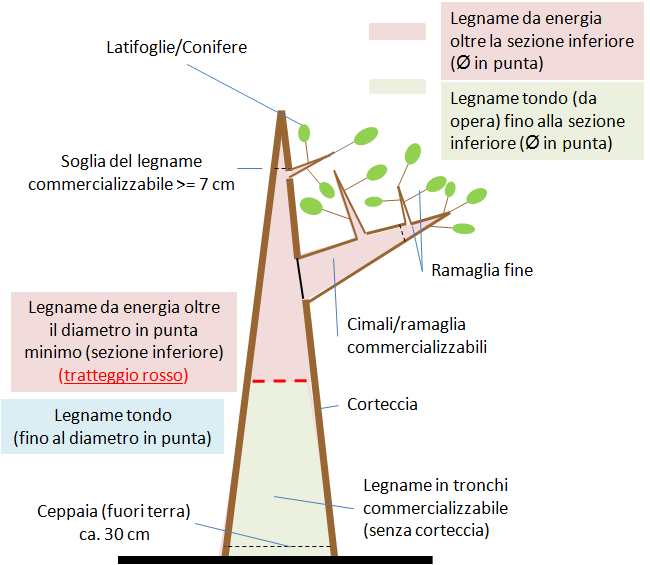 Legname da energia
oltre la sezione inferiore
(Ø in punta)
Latifoglie/Conifere
Legname tondo (da
opera) fino alla sezione
inferiore (Ø in punta)
Soglia del legname
commercializzabile >= 7 cm
Ramaglia fine
Legname da energia oltre
il diametro in punta
minimo (sezione inferiore)
(tratteggio rosso)
Cimali/ramaglia
commercializzabili
Corteccia
Legname tondo
(fino al diametro in punta)
Legname in tronchi
commercializzabile
(senza corteccia)
Ceppaia (fuori terra)
ca. 30 cm